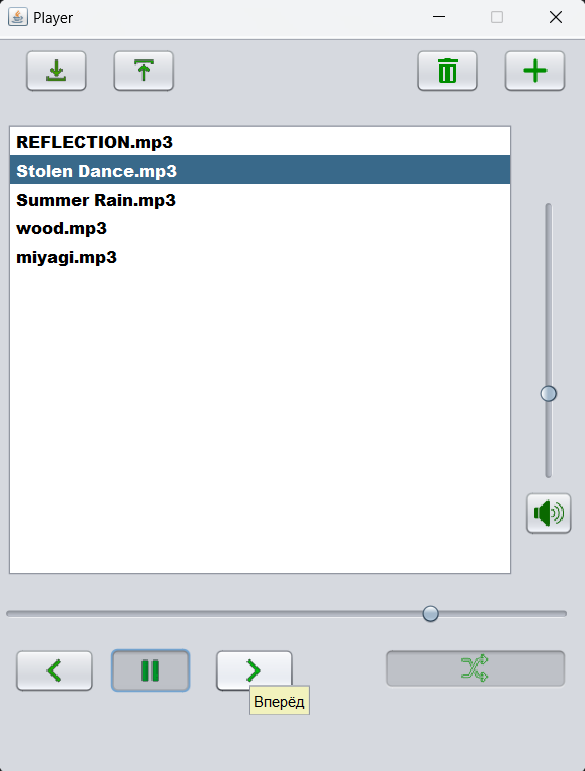 Player
REFLECTION.mp3
Stolen Dance.mp3
Summer Rain.mp3
wood.mp3
miyagi.mp3
Вперёд